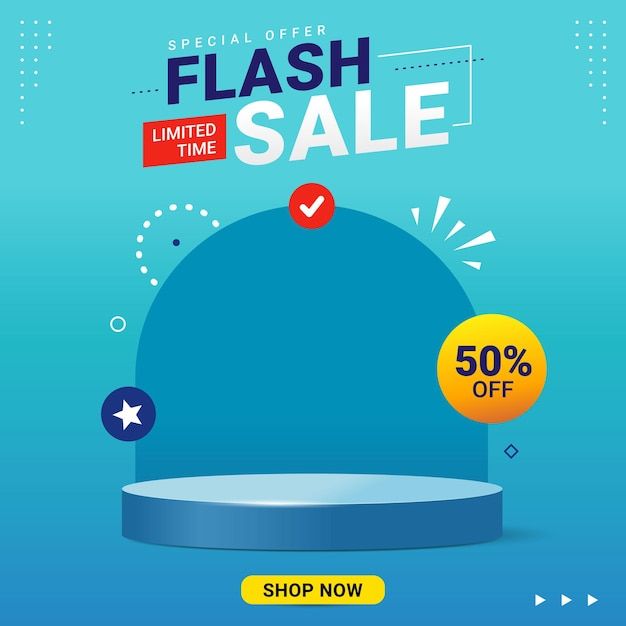 SPECIAL OFFER
FLASH
LIMITED
TIME
SALE
50%
OFF
SHOP NOW